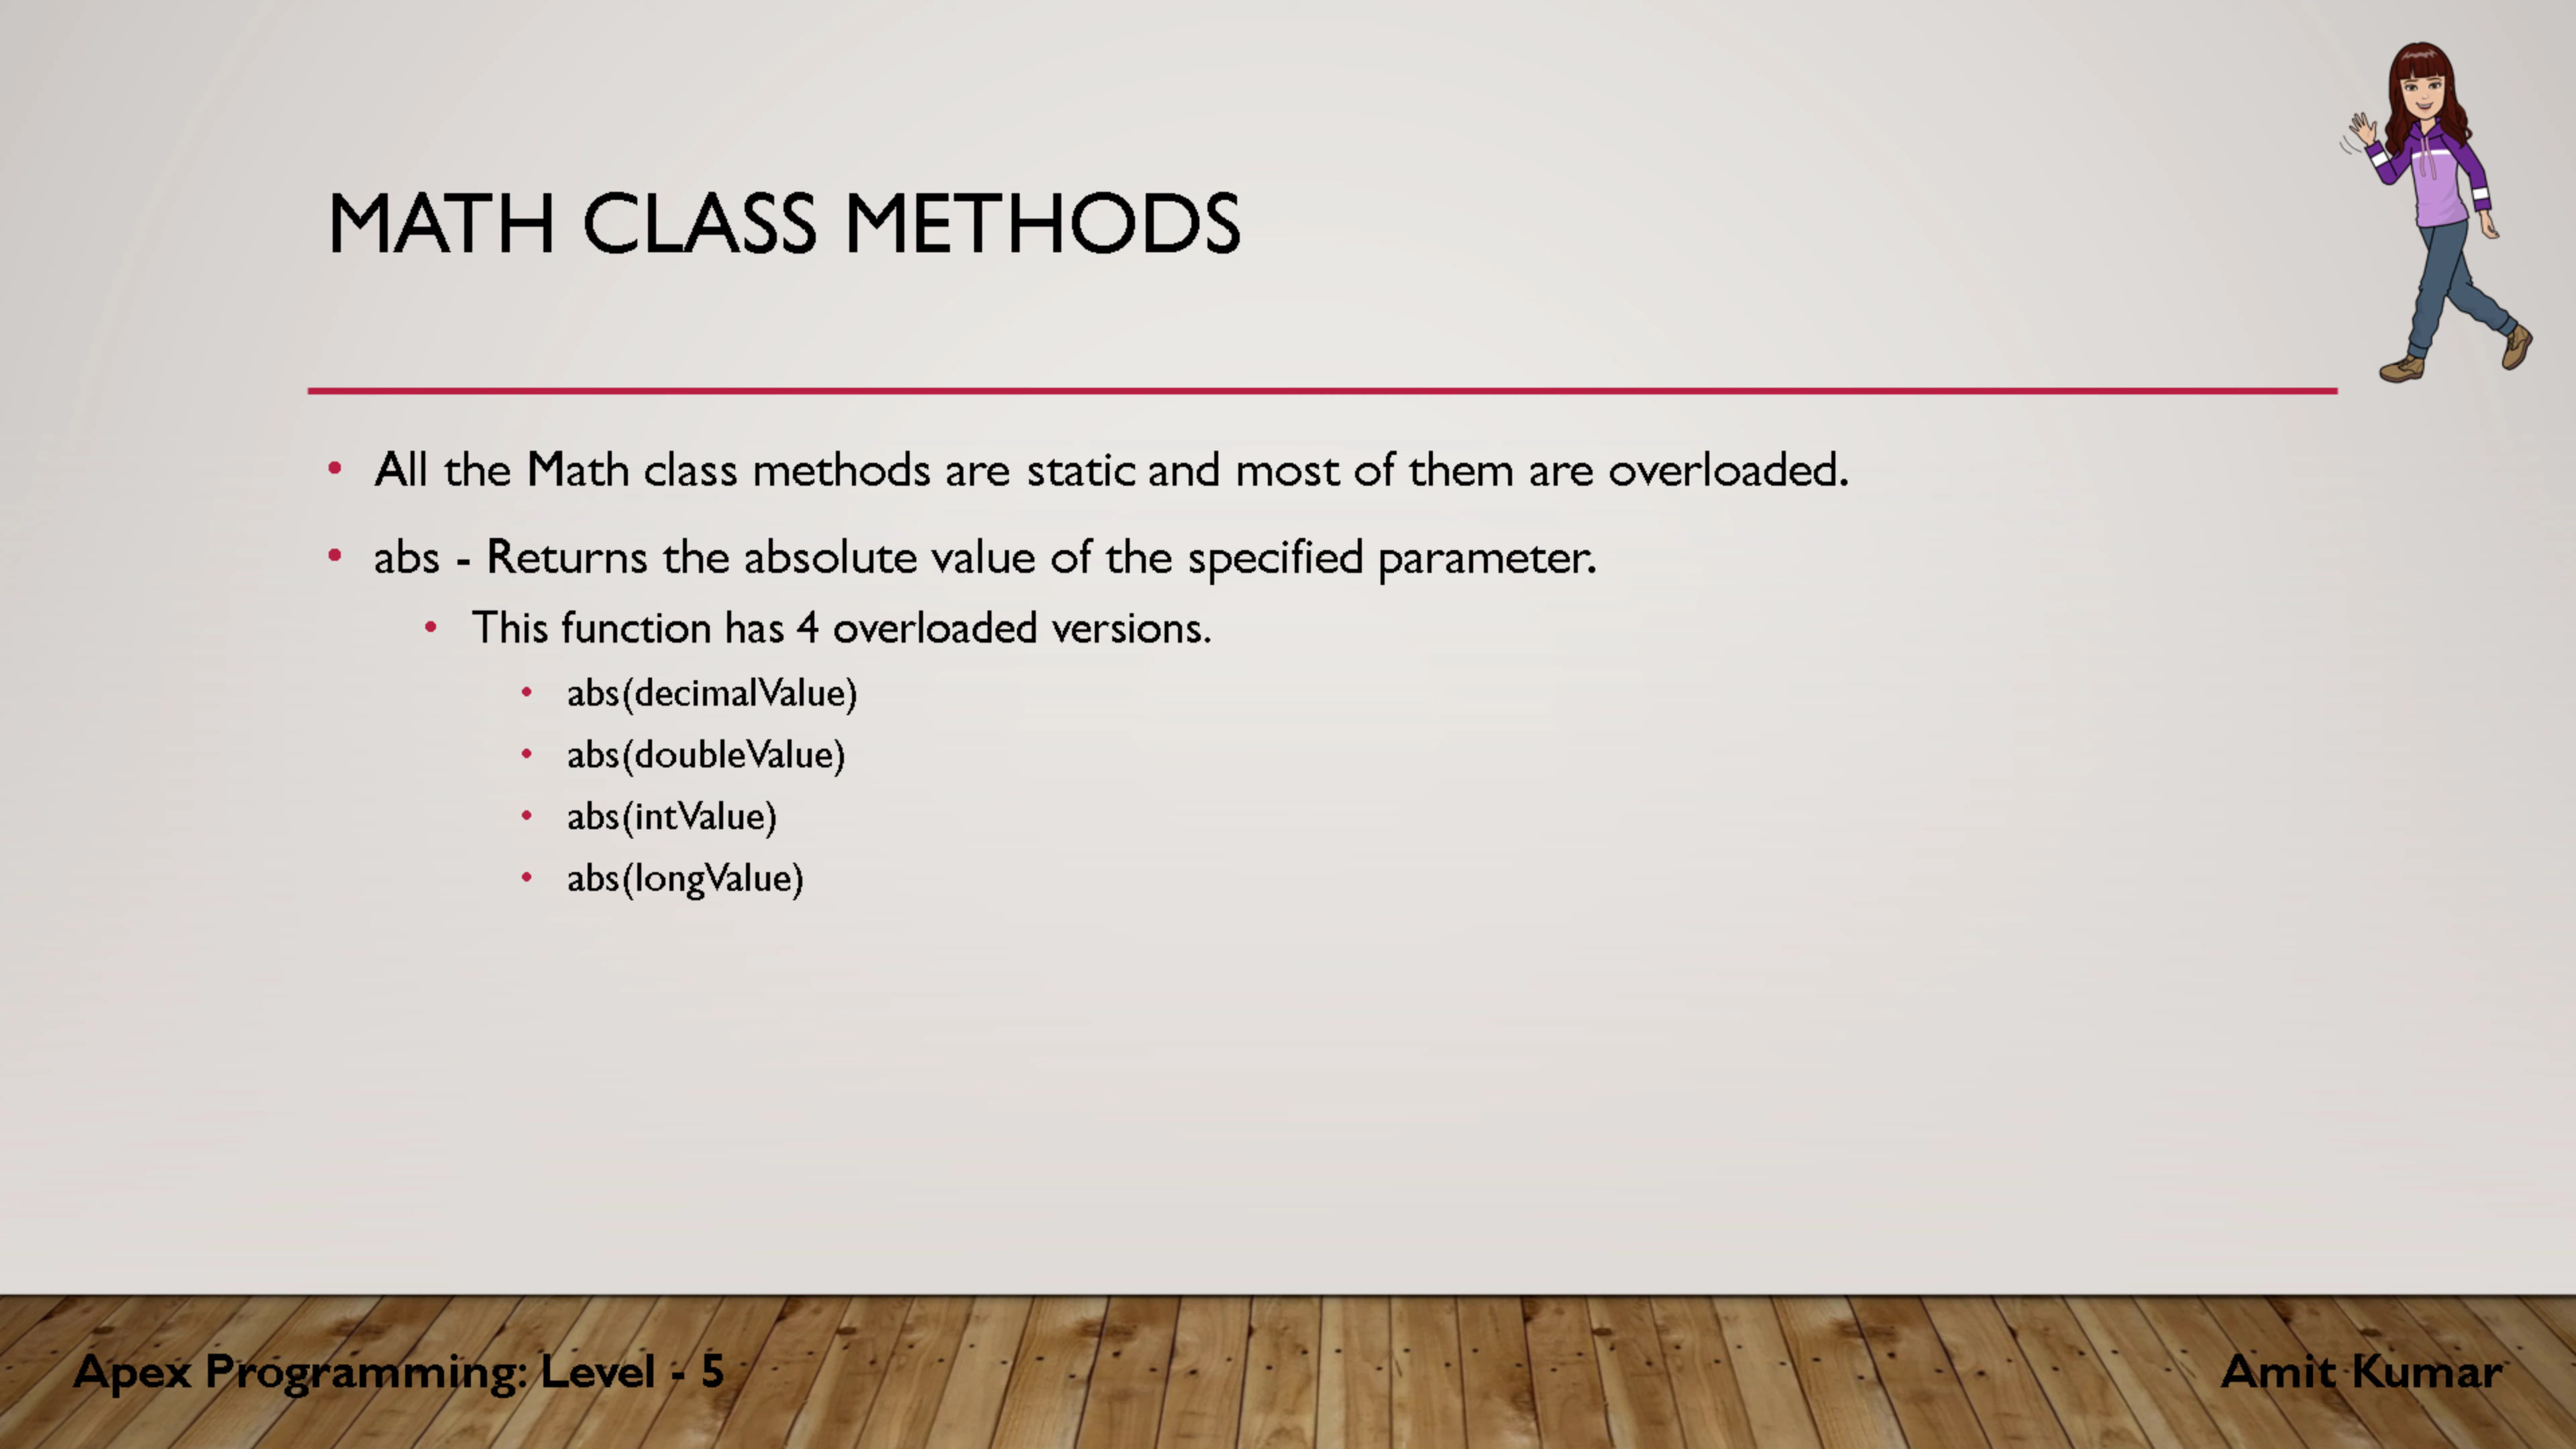 MATH CLASS METHODS
• All the Math class methods are static and most of them are overloaded.
• abs - Returns the absolute value of the specified parameter.
• This function has 4 overloaded versions.
• abs(decimalValue)
• abs(doubleValue)
• abs(intValue)
• abs(longValue)
Apex Programming: Level - 5
Amit Kumar